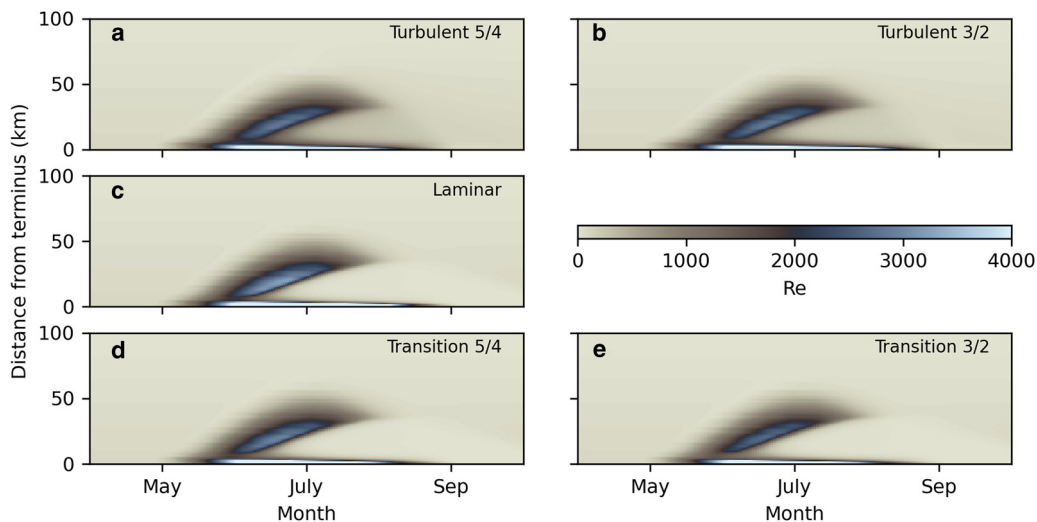 100 a Turbulent 5/4 b Turbulent 3/2
50
0
100 c Laminar
50
0
0 1000 2000 3000 4000
Re
100 d Transition 5/4 e Transition 3/2
50
0
May July Sep May July Sep
Month Month
Distance from terminus (km)